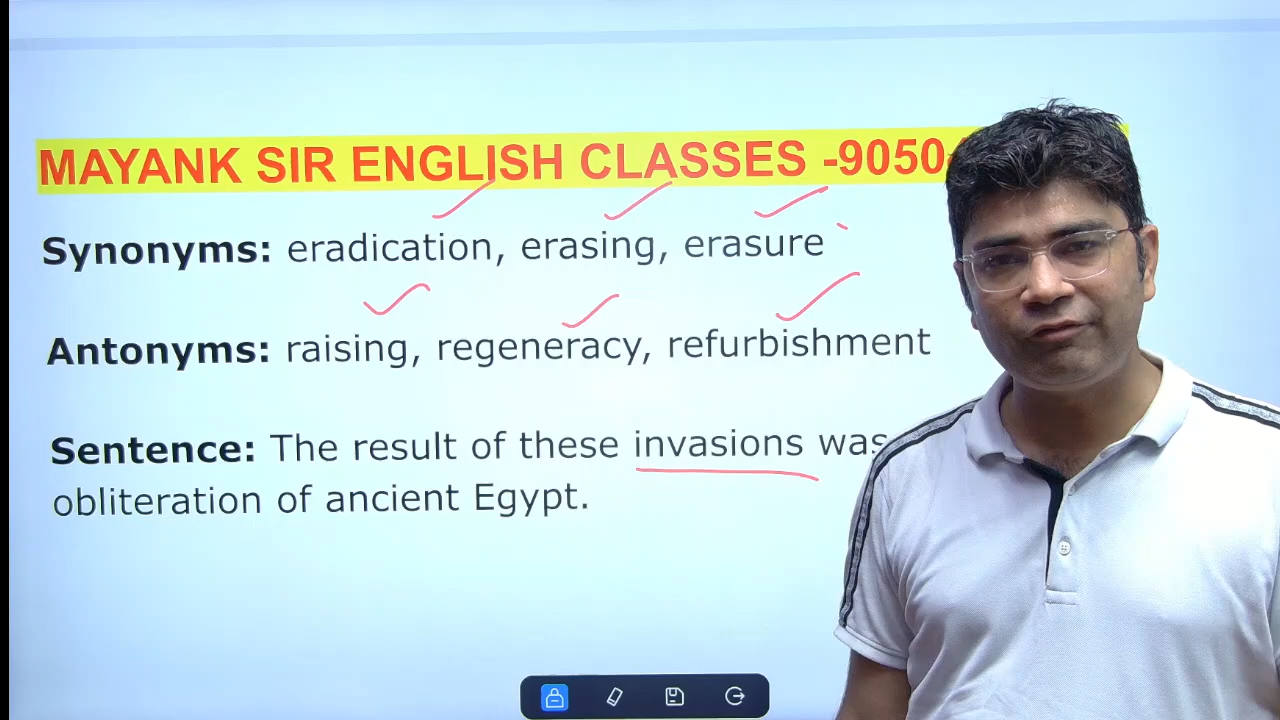 MAYANK SIR ENGLISH CLASSES -9050
Synonyms: eradication, erasing, erasure
Antonyms: raising, regeneracy, refurbishment
Sentence: The result of these invasions was
obliteration of ancient Egypt.